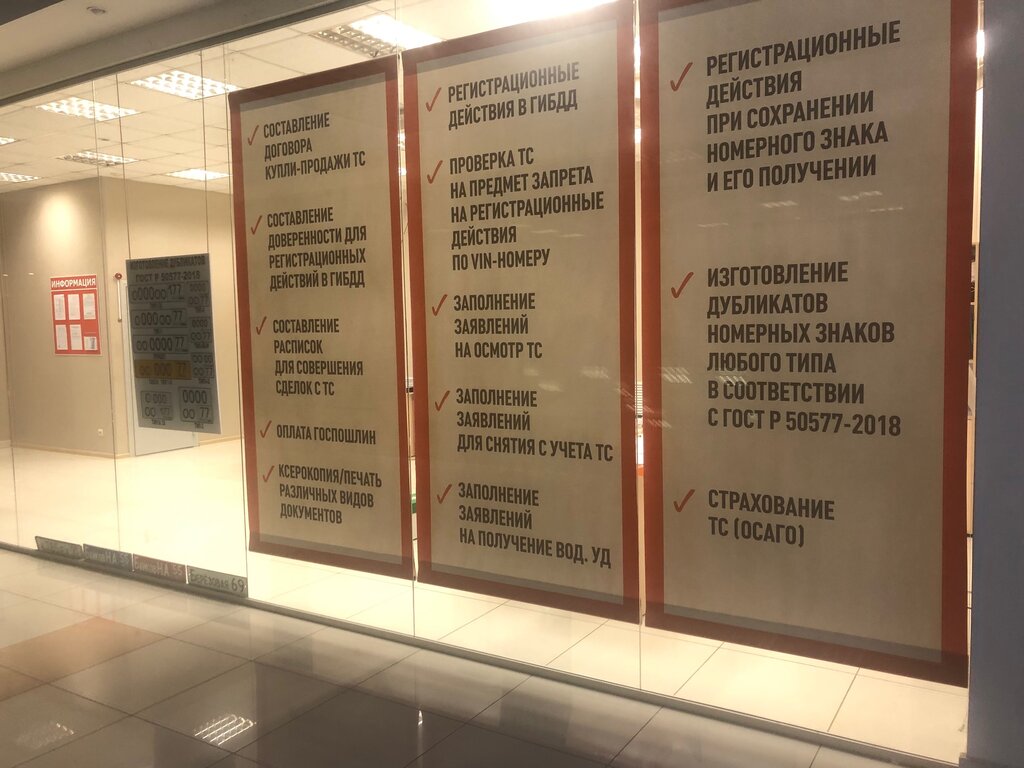 ИНФОРМАЦИЯ
ИЗГОТОВЛЕНИЕ ДУБЛИКАТОВ
ГОСТ Р 50577-2018
СОСТАВЛЕНИЕ
ДОГОВОРА
КУПЛИ-ПРОДАЖИ ТС
СОСТАВЛЕНИЕ
ДОВЕРЕННОСТИ ДЛЯ
РЕГИСТРАЦИОННЫХ
ДЕЙСТВИЙ В ГИБДД
СОСТАВЛЕНИЕ
РАСПИСОК
ДЛЯ СОВЕРШЕНИЯ
СДЕЛОК С ТС
ОПЛАТА ГОСПОШЛИН
КСЕРОКОПИЯ/ПЕЧАТЬ
РАЗЛИЧНЫХ ВИДОВ
ДОКУМЕНТОВ
РЕГИСТРАЦИОННЫЕ
ДЕЙСТВИЯ В ГИБДД
ПРОВЕРКА ТС
НА ПРЕДМЕТ ЗАПРЕТА
НА РЕГИСТРАЦИОННЫЕ
ДЕЙСТВИЯ
ПО VIN-НОМЕРУ
ЗАПОЛНЕНИЕ
ЗАЯВЛЕНИЙ
НА ОСМОТР ТС
ЗАПОЛНЕНИЕ
ЗАЯВЛЕНИЙ
ДЛЯ СНЯТИЯ С УЧЕТА ТС
ЗАПОЛНЕНИЕ
ЗАЯВЛЕНИЙ
НА ПОЛУЧЕНИЕ ВОД. УД
РЕГИСТРАЦИОННЫЕ
ДЕЙСТВИЯ
ПРИ СОХРАНЕНИИ
НОМЕРНОГО ЗНАКА
И ЕГО ПОЛУЧЕНИИ
ИЗГОТОВЛЕНИЕ
ДУБЛИКАТОВ
НОМЕРНЫХ ЗНАКОВ
ЛЮБОГО ТИПА
В СООТВЕТСТВИИ
С ГОСТ Р 50577-2018
СТРАХОВАНИЕ
ТС (ОСАГО)
БЕРЁЗОВАЯ 69